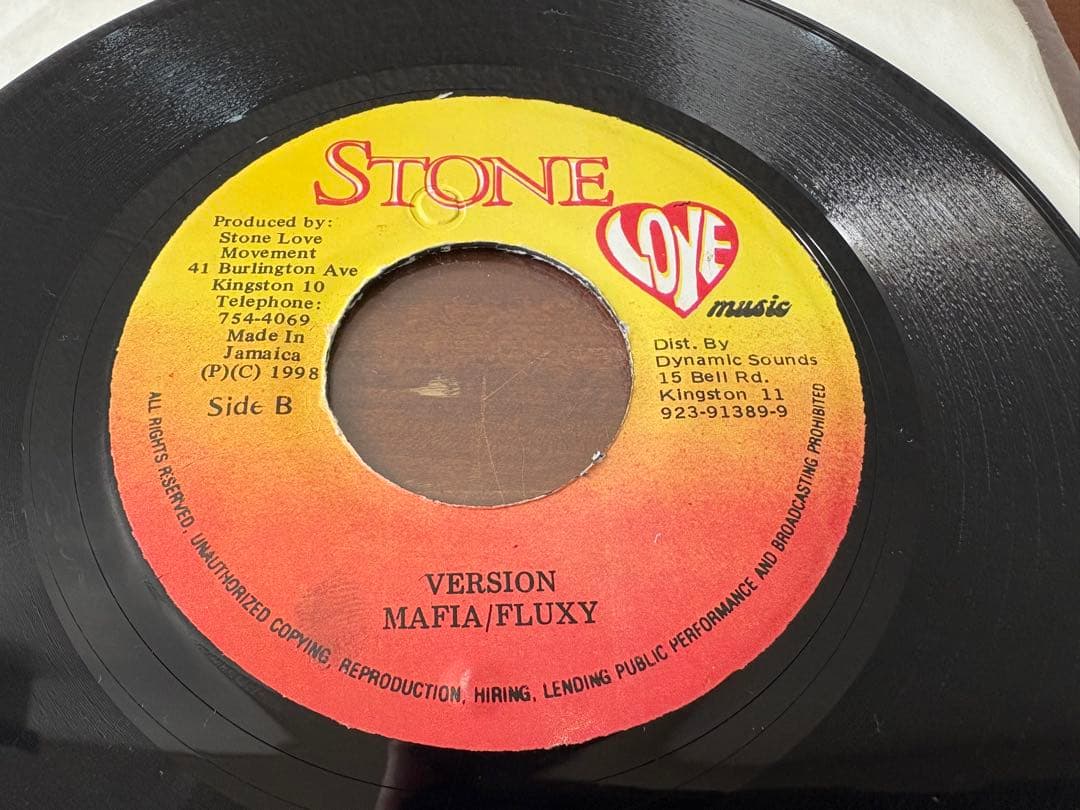 STONE
LOVE
music
Produced by:
Stone Love
Movement
41 Burlington Ave
Kingston 10
Telephone:
754-4069
Made In
Jamaica
(P)(C) 1998
Side B
Dist. By
Dynamic Sounds
15 Bell Rd.
Kingston 11
923-91389-9
VERSION
MAFIA/FLUXY
ALL RIGHTS RESERVED, UNAUTHORIZED COPYING, REPRODUCTION, HIRING, LENDING PUBLIC PERFORMANCE AND BROADCASTING PROHIBITED